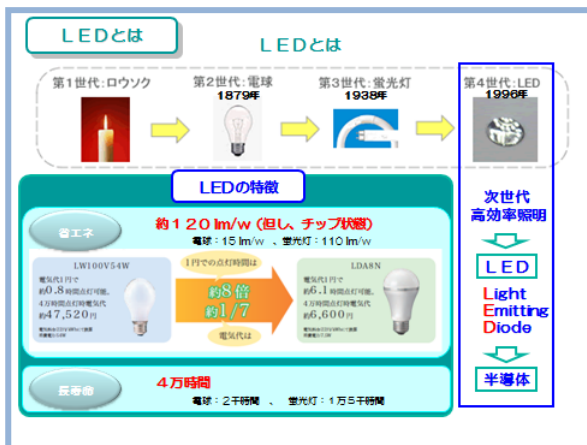 LEDとは
LEDとは
第1世代:ロウソク
第2世代:電球
1879年
第3世代:蛍光灯
1938年
第4世代:LED
1996年
LEDの特徴
省エネ
約120 lm/w (但し、チップ状態)
電球:15 lm/w 、蛍光灯:110 lm/w
LW100V54W
電気代1円で
約0.8時間点灯可能。
4万時間点灯時電気代
約47,520円
1円での点灯時間は
約8倍
約1/7
電気代は
LDA8N
電気代1円で
約6.1時間点灯可能。
4万時間点灯時電気代
約6,600円
長寿命
4万時間
電球:2千時間 、 蛍光灯:1万5千時間
次世代
高効率照明
LED
Light
Emitting
Diode
半導体